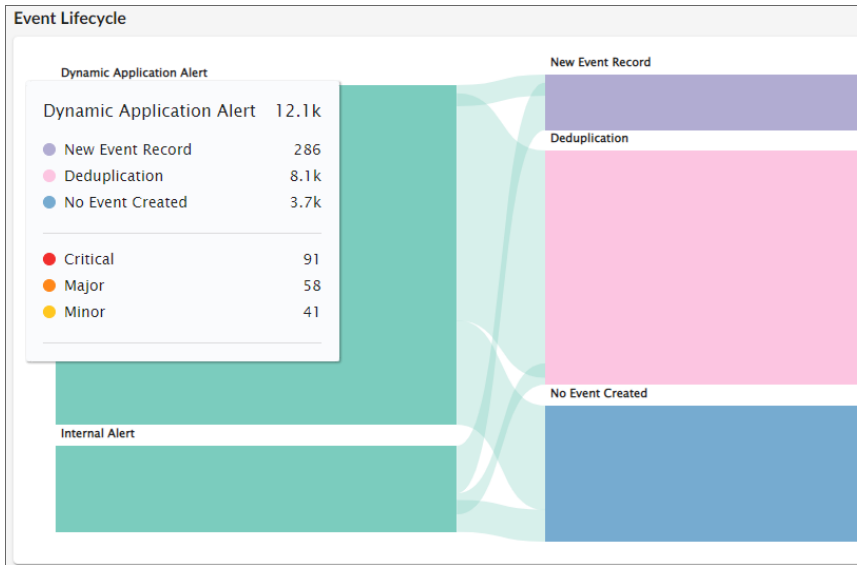 Event Lifecycle
Dynamic Application Alert
New Event Record
Dynamic Application Alert 12.1k
New Event Record 286
Deduplication 8.1k
No Event Created 3.7k
Critical 91
Major 58
Minor 41
Deduplication
No Event Created
Internal Alert